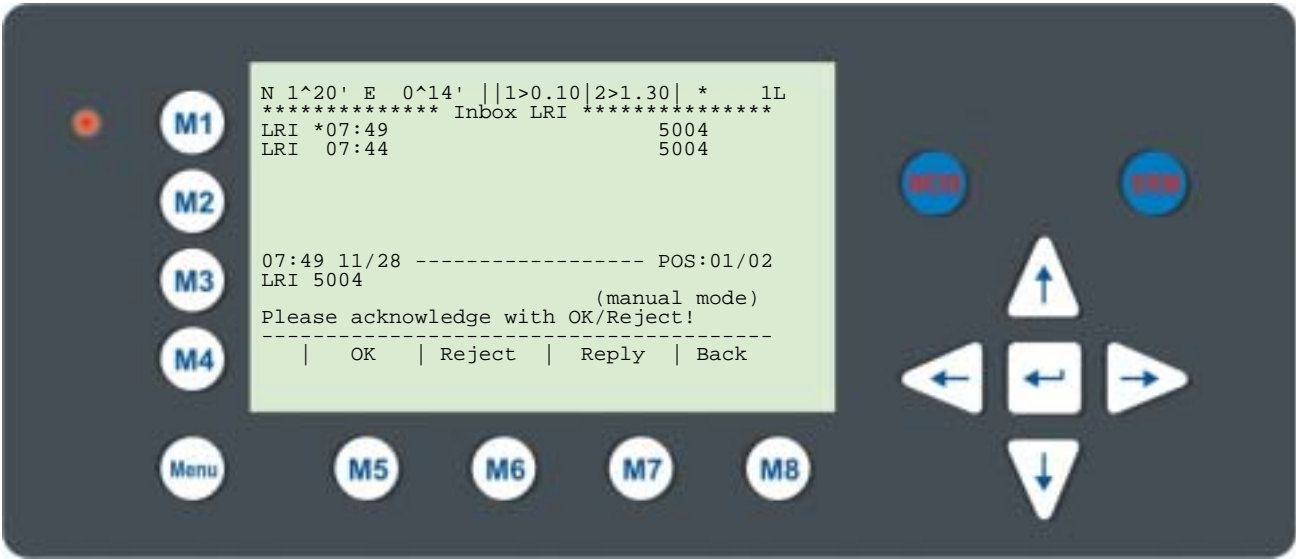 N 1^20' E  0^14' ||1>0.10|2>1.30| *    1L
************** Inbox LRI ***************
LRI *07:49                     5004
LRI  07:44                     5004
07:49 11/28 ------------------ POS:01/02
LRI 5004
(manual mode)
Please acknowledge with OK/Reject!
----------------------------------------
|   OK   | Reject  |  Reply  | Back
M1
M2
M3
M4
Menu
M5
M6
M7
M8